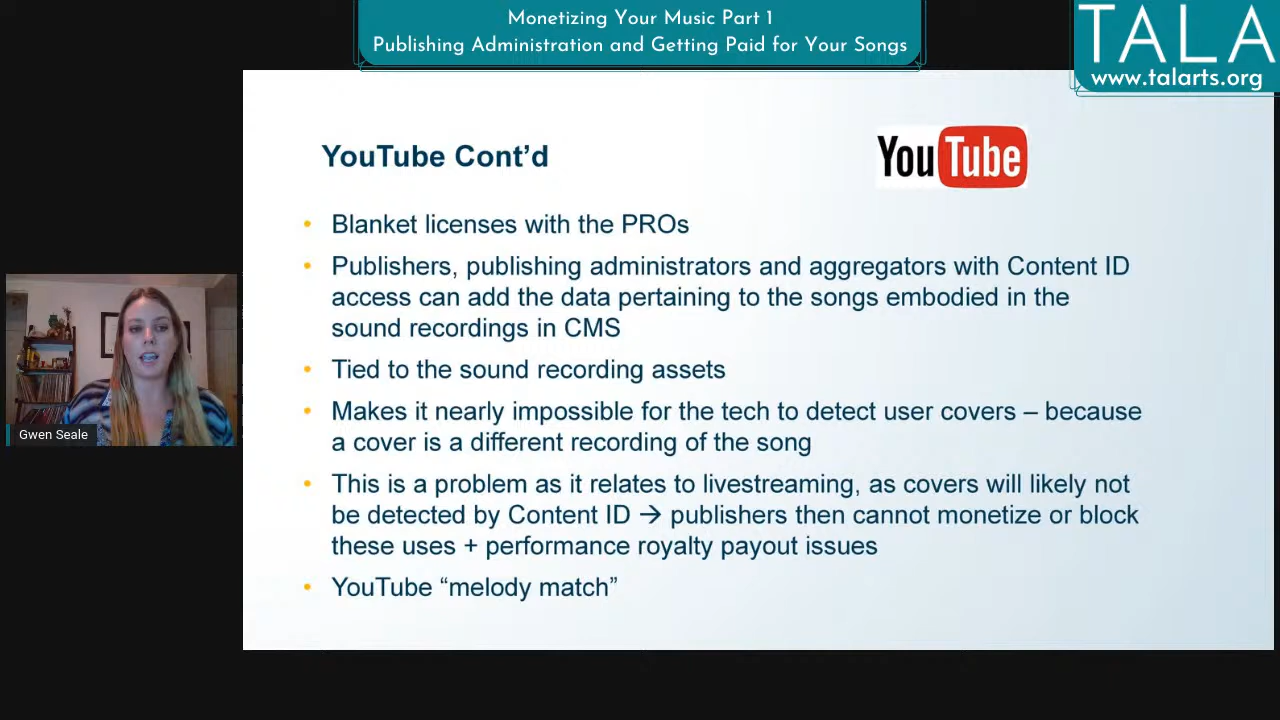 Monetizing Your Music Part 1
Publishing Administration and Getting Paid for Your Songs
TALA
www.talarts.org
YouTube Cont’d
YouTube
• Blanket licenses with the PROs
• Publishers, publishing administrators and aggregators with Content ID
access can add the data pertaining to the songs embodied in the
sound recordings in CMS
• Tied to the sound recording assets
• Makes it nearly impossible for the tech to detect user covers – because
a cover is a different recording of the song
• This is a problem as it relates to livestreaming, as covers will likely not
be detected by Content ID → publishers then cannot monetize or block
these uses + performance royalty payout issues
• YouTube “melody match”
Gwen Seale